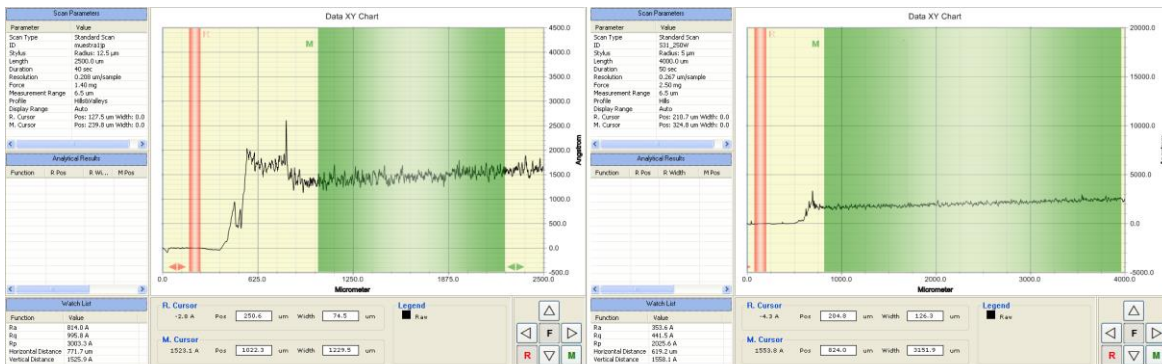 Scan Parameters
Parameter Value
Scan Type Standard Scan
ID muestra1jp
Stylus Radius: 12.5 µm
Length 2500.0 um
Duration 40 sec
Resolution 0.208 um/sample
Force 1.40 mg
Measurement Range 6.5 um
Profile Hills&Valleys
Display Range Auto
R. Cursor Pos: 127.5 um Width: 0.0
M. Cursor Pos: 239.8 um Width: 0.0
Analytical Results
Function R Pos R Wi... M Pos
Watch List
Function Value
Ra 814.0 A
Rq 995.8 A
Rp 3003.3 A
Horizontal Distance 771.7 um
Vertical Distance 1525.9 A
Data XY Chart
R
M
4500.0
4000.0
3500.0
3000.0
2500.0
2000.0
1500.0
1000.0
500.0
0.0
-500.0
Angstrom
0.0 625.0 1250.0 1875.0 2500.0
Micrometer
R. Cursor
-2.8 A Pos 250.6 um Width 74.5 um
M. Cursor
1523.1 A Pos 1022.3 um Width 1229.5 um
Legend
Raw
F
R M
Scan Parameters
Parameter Value
Scan Type Standard Scan
ID S31_250W
Stylus Radius: 5 µm
Length 4000.0 um
Duration 50 sec
Resolution 0.267 um/sample
Force 2.50 mg
Measurement Range 6.5 um
Profile Hills
Display Range Auto
R. Cursor Pos: 210.7 um Width: 0.0
M. Cursor Pos: 324.8 um Width: 0.0
Analytical Results
Function R Pos R Width M Pos
Watch List
Function Value
Ra 353.6 A
Rq 441.5 A
Rp 2025.6 A
Horizontal Distance 619.2 um
Vertical Distance 1558.1 A
Data XY Chart
R
M
20000.0
15000.0
10000.0
5000.0
0.0
-5000.0
0.0 1000.0 2000.0 3000.0 4000.0
Micrometer
R. Cursor
-4.3 A Pos 204.8 um Width 126.3 um
M. Cursor
1553.8 A Pos 824.0 um Width 3151.9 um
Legend
Raw
F
R M